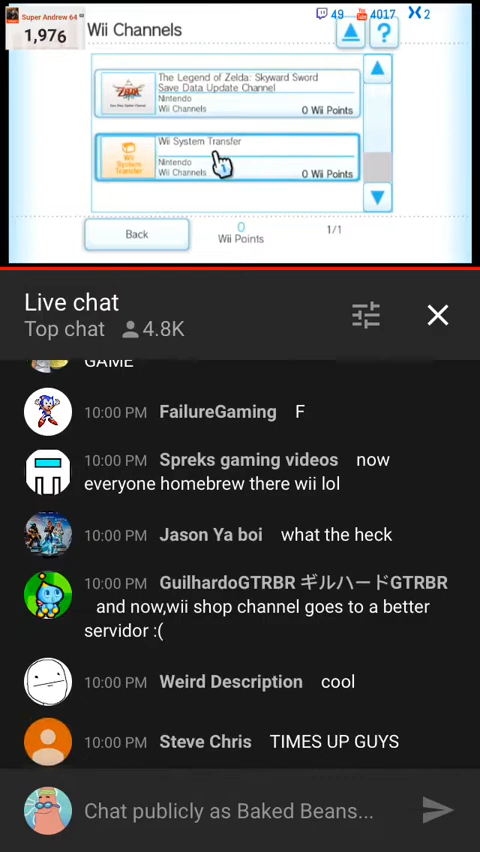 Super Andrew 64
1,976
Wii Channels
49
4017
2
?
The Legend of Zelda: Skyward Sword
Save Data Update Channel
Nintendo
Wii Channels
0 Wii Points
ZELDA
Wii System Transfer
Nintendo
Wii Channels
0 Wii Points
Wii
System
Transfer
Back
0
Wii Points
1/1
Live chat
Top chat 4.8K
GAME
10:00 PM FailureGaming F
10:00 PM Spreks gaming videos now
everyone homebrew there wii lol
10:00 PM Jason Ya boi what the heck
10:00 PM GuilhardoGTRBR ギルハードGTRBR
and now,wii shop channel goes to a better
servidor :(
10:00 PM Weird Description cool
10:00 PM Steve Chris TIMES UP GUYS
Chat publicly as Baked Beans...